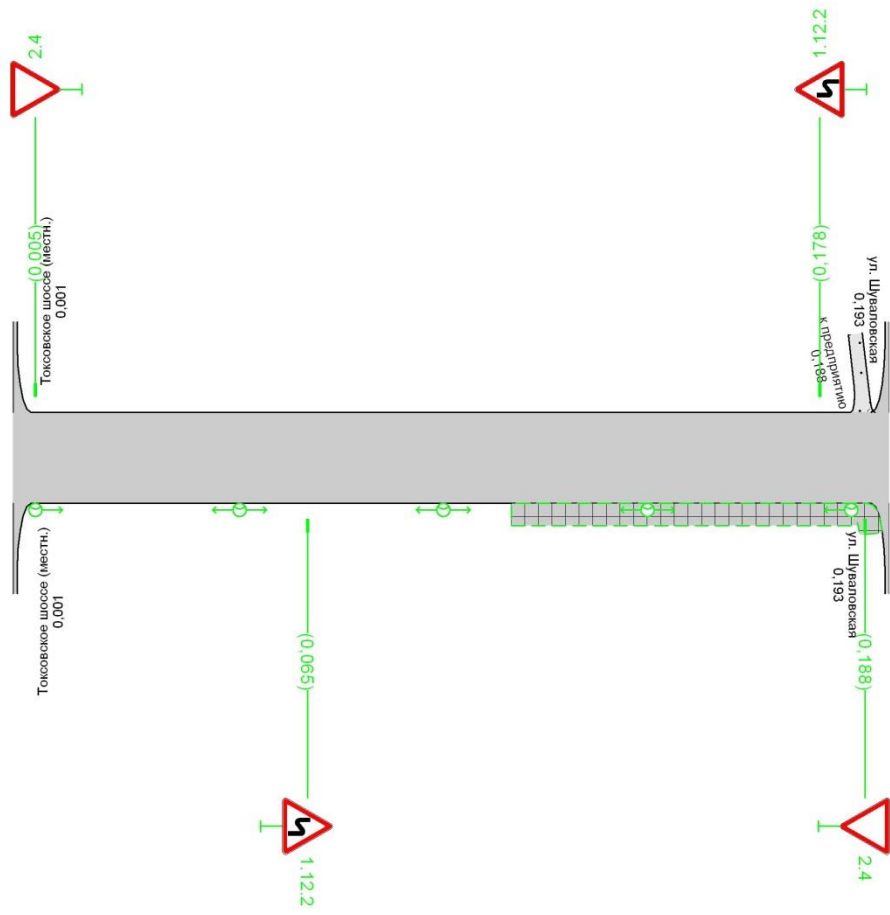 2.4
1.12.2
(0,005)
Токсовское шоссе (местн.)
0,001
(0,178)
ул. Шуваловская
0,193
к предприятию
0,188
Токсовское шоссе (местн.)
0,001
(0,065)
ул. Шуваловская
0,193
(0,188)
1.12.2
2.4